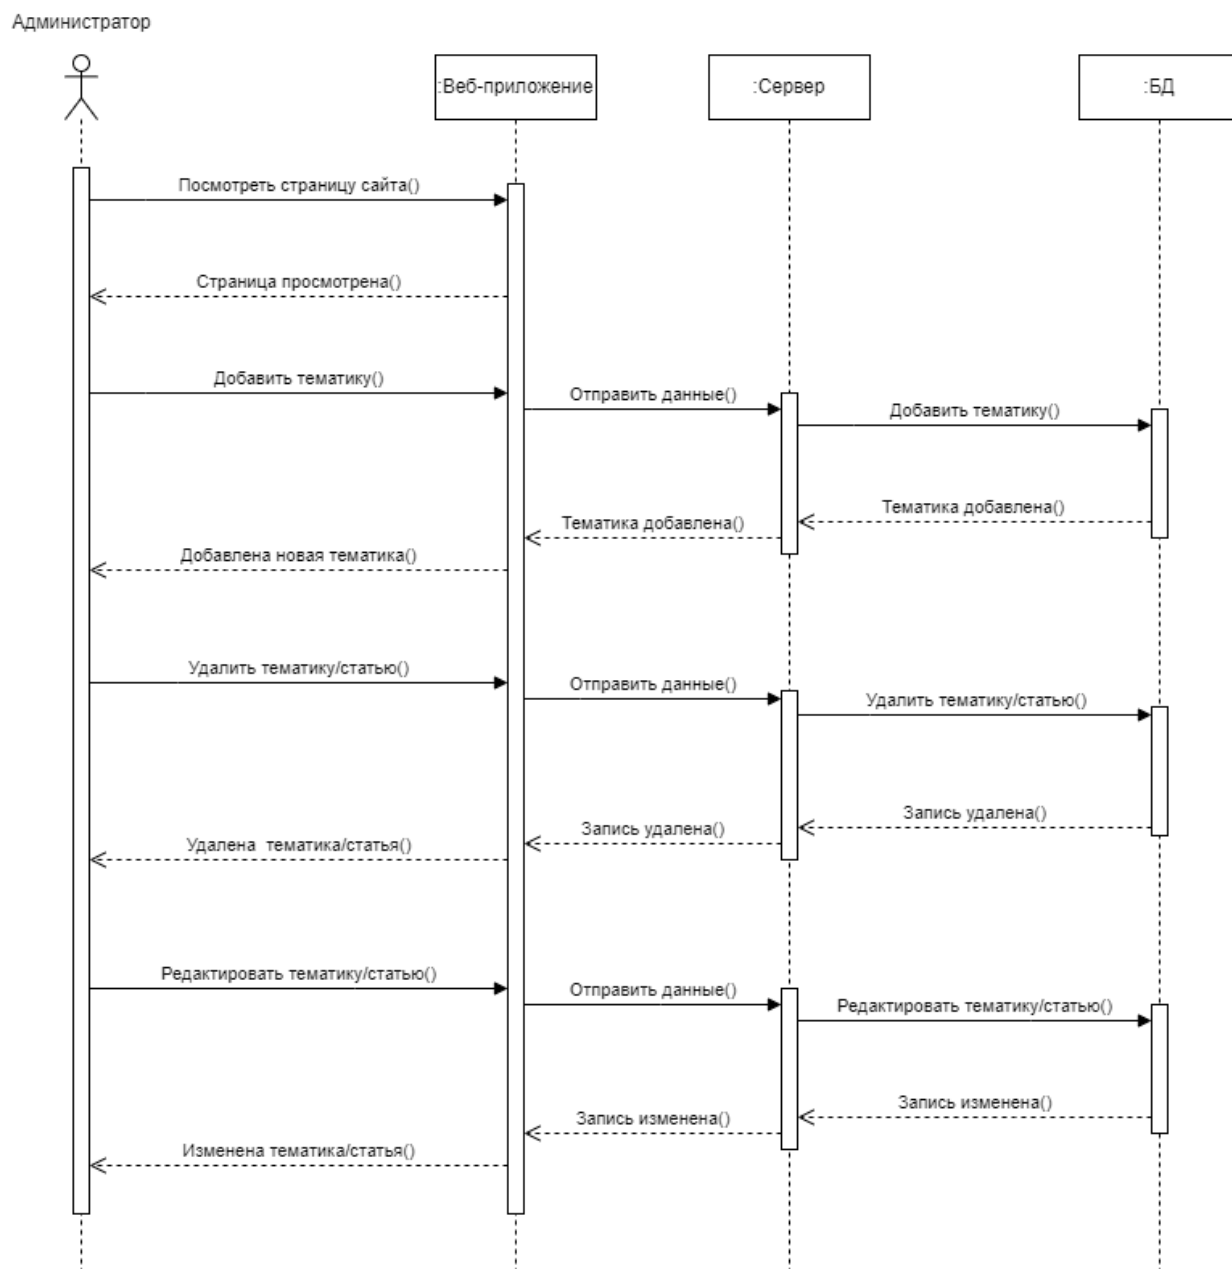 Администратор
:Веб-приложение
:Сервер
:БД
Посмотреть страницу сайта()
Страница просмотрена()
Добавить тематику()
Отправить данные()
Добавить тематику()
Тематика добавлена()
Тематика добавлена()
Добавлена новая тематика()
Удалить тематику/статью()
Отправить данные()
Удалить тематику/статью()
Запись удалена()
Запись удалена()
Удалена  тематика/статья()
Редактировать тематику/статью()
Отправить данные()
Редактировать тематику/статью()
Запись изменена()
Запись изменена()
Изменена тематика/статья()